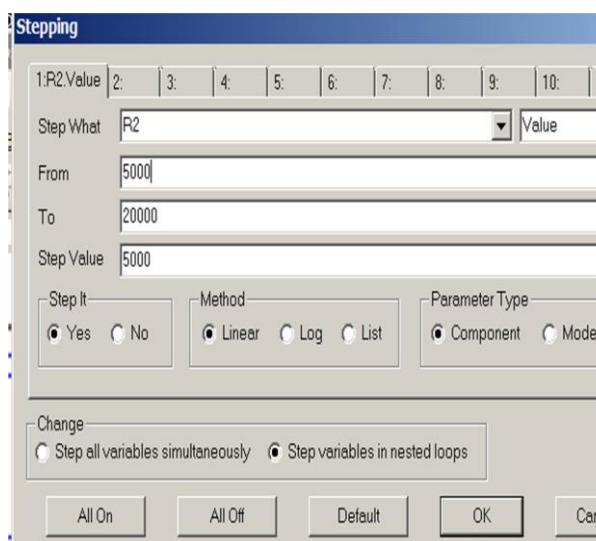 Stepping
1:R2.Value 2: 3: 4: 5: 6: 7: 8: 9: 10:
Step What R2 Value
From 5000
To 20000
Step Value 5000
Step It Method Parameter Type
Yes No Linear Log List Component Mode
Change
Step all variables simultaneously Step variables in nested loops
All On All Off Default OK Can